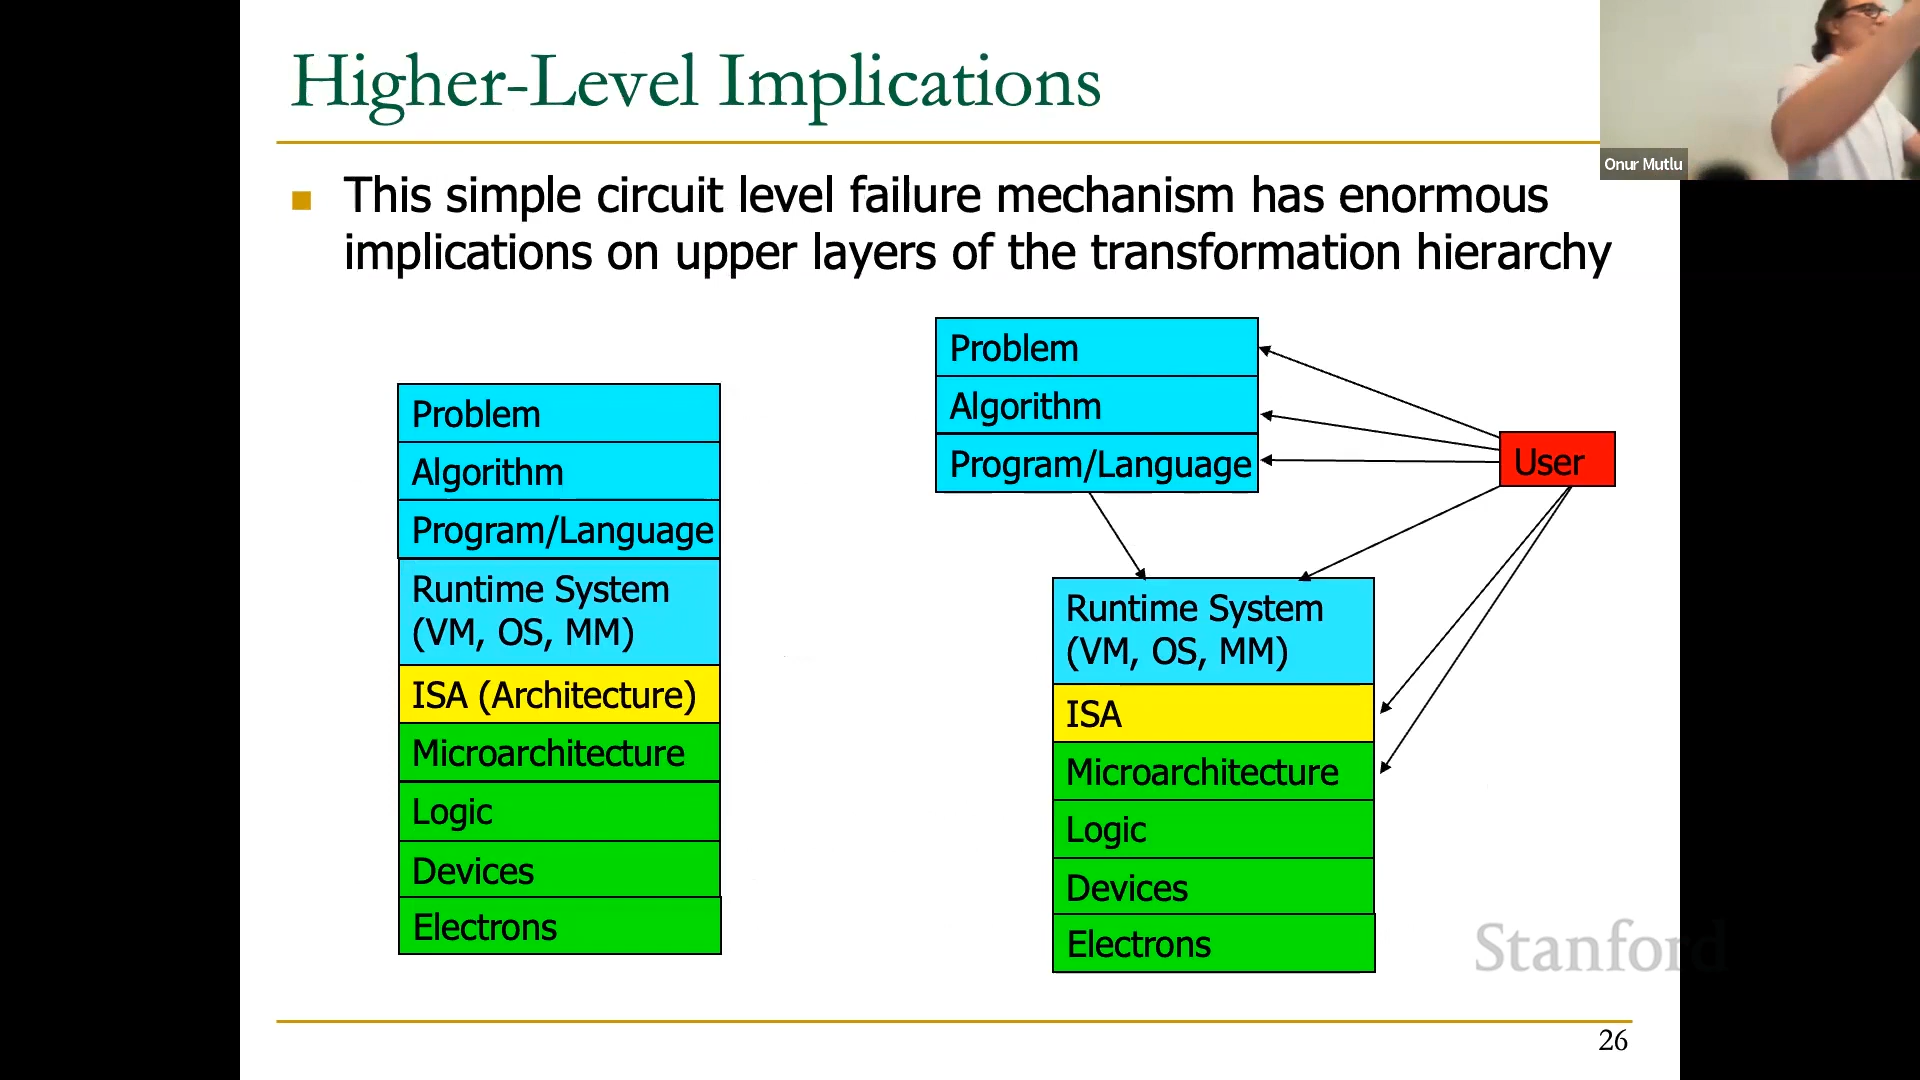 Higher-Level Implications
Onur Mutlu
This simple circuit level failure mechanism has enormous
implications on upper layers of the transformation hierarchy
Problem
Algorithm
Program/Language
Runtime System
(VM, OS, MM)
ISA (Architecture)
Microarchitecture
Logic
Devices
Electrons
Problem
Algorithm
Program/Language
User
Runtime System
(VM, OS, MM)
ISA
Microarchitecture
Logic
Devices
Electrons
Stanford
26